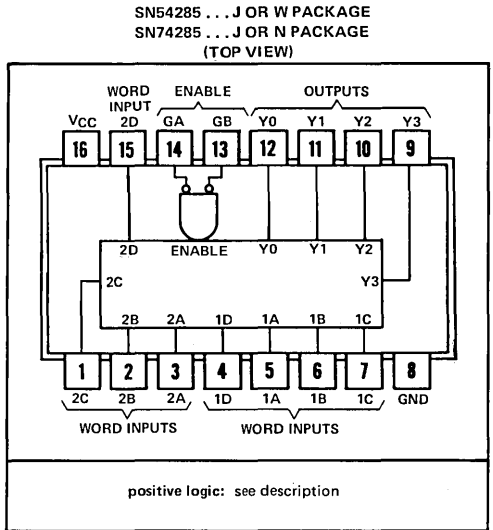 SN54285 ... J OR W PACKAGE
SN74285 ... J OR N PACKAGE
(TOP VIEW)
WORD INPUT ENABLE OUTPUTS
VCC 2D GA GB Y0 Y1 Y2 Y3
16 15 14 13 12 11 10 9
2D ENABLE Y0 Y1 Y2
2C Y3
2B 2A 1D 1A 1B 1C
1 2 3 4 5 6 7 8
2C 2B 2A 1D 1A 1B 1C GND
WORD INPUTS WORD INPUTS
positive logic: see description